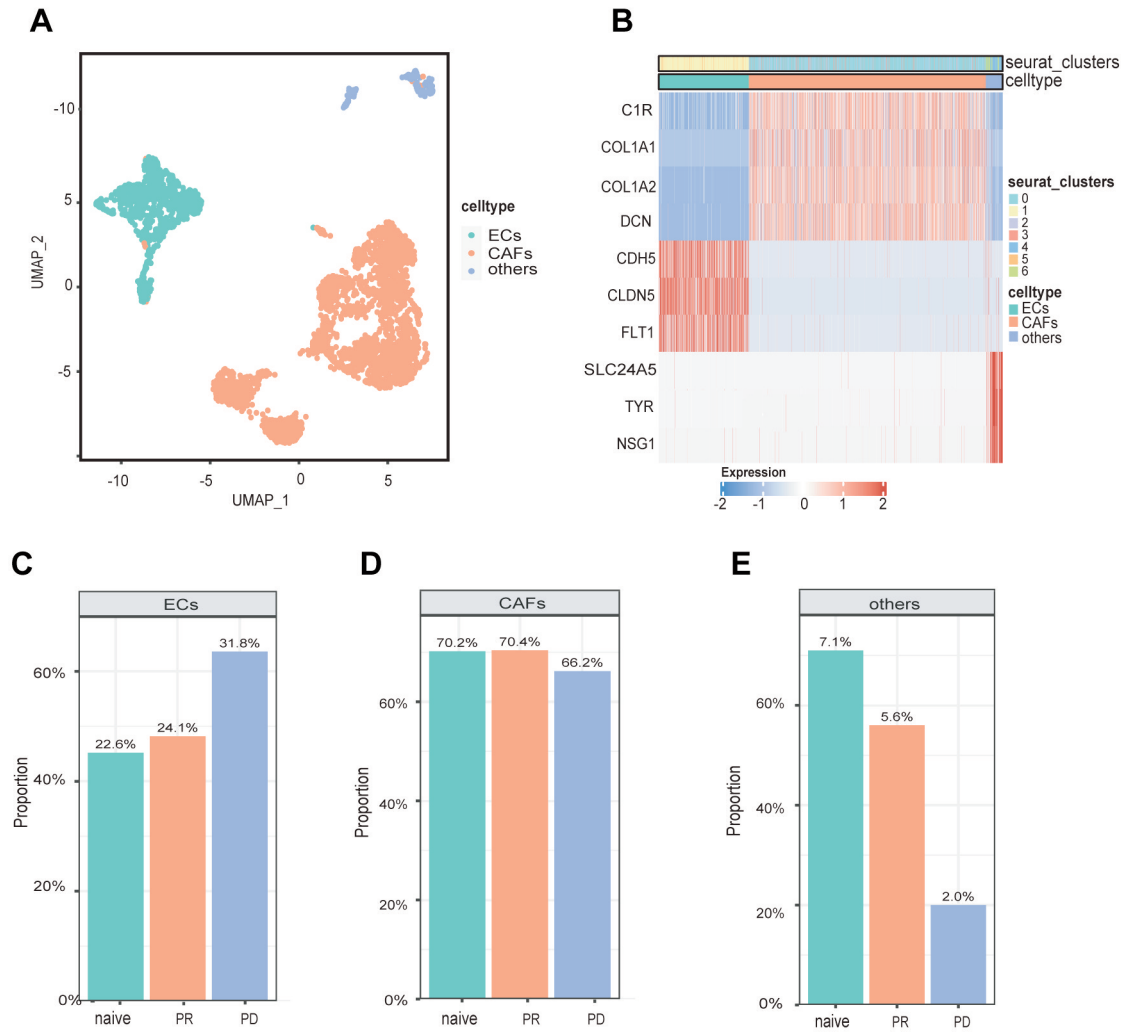 A
-10
5
0
-5
UMAP_2
-10
-5
0
5
UMAP_1
celltype
ECs
CAFs
others
B
seurat_clusters
celltype
C1R
COL1A1
COL1A2
DCN
CDH5
CLDN5
FLT1
SLC24A5
TYR
NSG1
seurat_clusters
0
1
2
3
4
5
6
celltype
ECs
CAFs
others
Expression
-2 -1 0 1 2
C
ECs
Proportion
60%
40%
20%
0%
22.6%
24.1%
31.8%
naive PR PD
D
CAFs
Proportion
60%
40%
20%
0%
70.2%
70.4%
66.2%
naive PR PD
E
others
Proportion
60%
40%
20%
0%
7.1%
5.6%
2.0%
naive PR PD